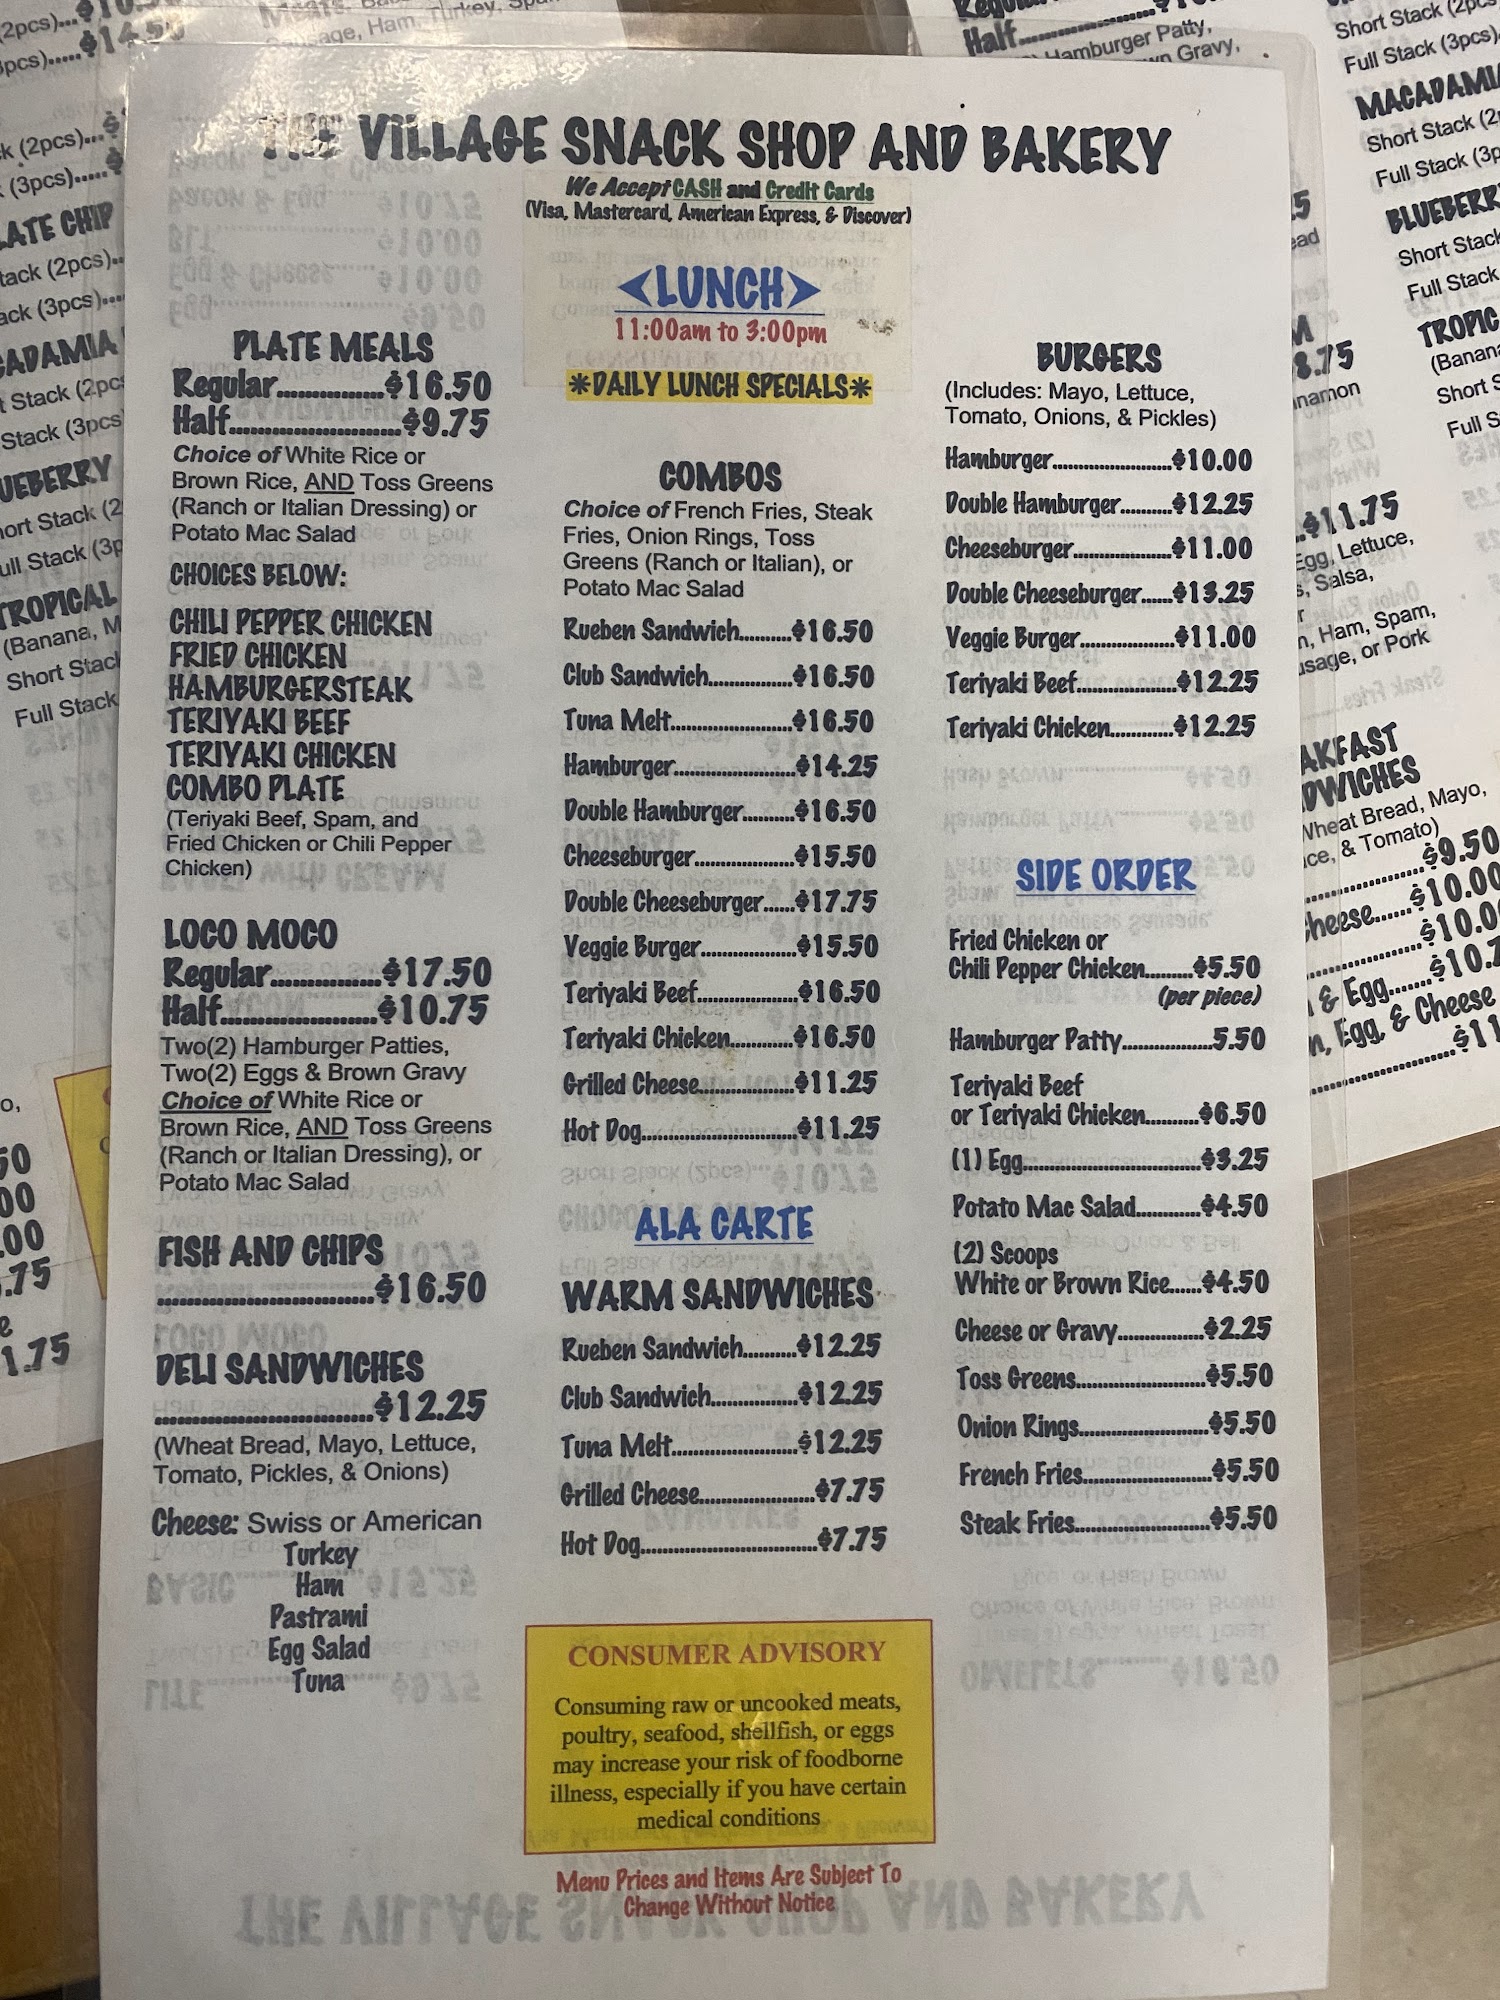 THE VILLAGE SNACK SHOP AND BAKERY
We Accept CASH and Credit Cards
(Visa, Mastercard, American Express, & Discover)
<LUNCH>
11:00am to 3:00pm
*DAILY LUNCH SPECIALS*
PLATE MEALS
Regular................$16.50
Half..........................$9.75
Choice of White Rice or
Brown Rice, AND Toss Greens
(Ranch or Italian Dressing) or
Potato Mac Salad
CHOICES BELOW:
CHILI PEPPER CHICKEN
FRIED CHICKEN
HAMBURGERSTEAK
TERIYAKI BEEF
TERIYAKI CHICKEN
COMBO PLATE
(Teriyaki Beef, Spam, and
Fried Chicken or Chili Pepper
Chicken)
LOCO MOCO
Regular................$17.50
Half.......................$10.75
Two(2) Hamburger Patties,
Two(2) Eggs & Brown Gravy
Choice of White Rice or
Brown Rice, AND Toss Greens
(Ranch or Italian Dressing), or
Potato Mac Salad
FISH AND CHIPS
................................$16.50
DELI SANDWICHES
................................$12.25
(Wheat Bread, Mayo, Lettuce,
Tomato, Pickles, & Onions)
Cheese: Swiss or American
Turkey
Ham
Pastrami
Egg Salad
Tuna
COMBOS
Choice of French Fries, Steak
Fries, Onion Rings, Toss
Greens (Ranch or Italian), or
Potato Mac Salad
Rueben Sandwich..........$16.50
Club Sandwich................$16.50
Tuna Melt.......................$16.50
Hamburger.......................$14.25
Double Hamburger..........$16.50
Cheeseburger...................$15.50
Double Cheeseburger......$17.75
Veggie Burger..................$15.50
Teriyaki Beef...................$16.50
Teriyaki Chicken............$16.50
Grilled Cheese..................$11.25
Hot Dog.............................$11.25
ALA CARTE
WARM SANDWICHES
Rueben Sandwich..........$12.25
Club Sandwich................$12.25
Tuna Melt.......................$12.25
Grilled Cheese......................$7.75
Hot Dog.................................$7.75
CONSUMER ADVISORY
Consuming raw or uncooked meats,
poultry, seafood, shellfish, or eggs
may increase your risk of foodborne
illness, especially if you have certain
medical conditions
Menu Prices and Items Are Subject To
Change Without Notice
BURGERS
(Includes: Mayo, Lettuce,
Tomato, Onions, & Pickles)
Hamburger.......................$10.00
Double Hamburger..........$12.25
Cheeseburger...................$11.00
Double Cheeseburger......$13.25
Veggie Burger..................$11.00
Teriyaki Beef...................$12.25
Teriyaki Chicken............$12.25
SIDE ORDER
Fried Chicken or
Chili Pepper Chicken.........$5.50
(per piece)
Hamburger Patty.................5.50
Teriyaki Beef
or Teriyaki Chicken..........$6.50
(1) Egg..................................$3.25
Potato Mac Salad............$4.50
(2) Scoops
White or Brown Rice......$4.50
Cheese or Gravy................$2.25
Toss Greens.........................$5.50
Onion Rings.........................$5.50
French Fries.........................$5.50
Steak Fries..........................$5.50